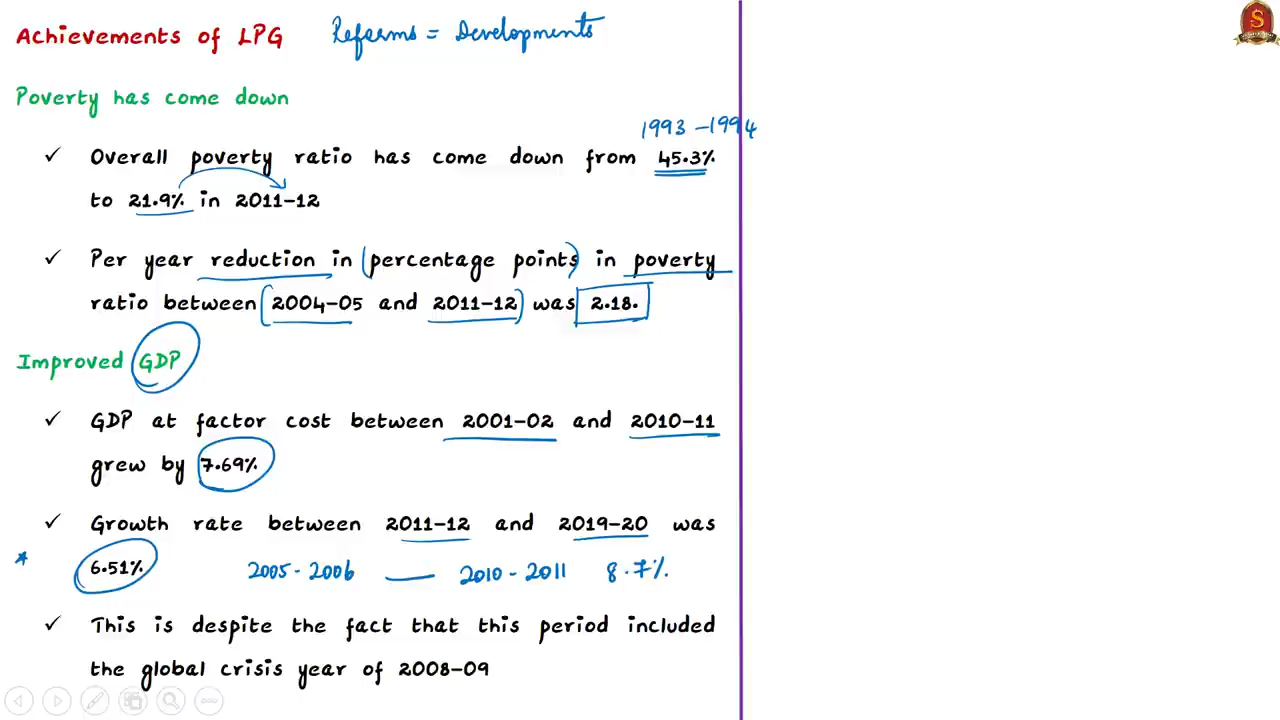 Achievements of LPG Reforms = Developments
Poverty has come down
1993 - 1994
✓ Overall poverty ratio has come down from 45.3%
to 21.9% in 2011-12
✓ Per year reduction in (percentage points) in poverty
ratio between [2004-05 and 2011-12] was 2.18.
Improved GDP
✓ GDP at factor cost between 2001-02 and 2010-11
grew by 7.69%
✓ Growth rate between 2011-12 and 2019-20 was
* 6.51% 2005-2006 — 2010-2011 8.7%
✓ This is despite the fact that this period included
the global crisis year of 2008-09
S